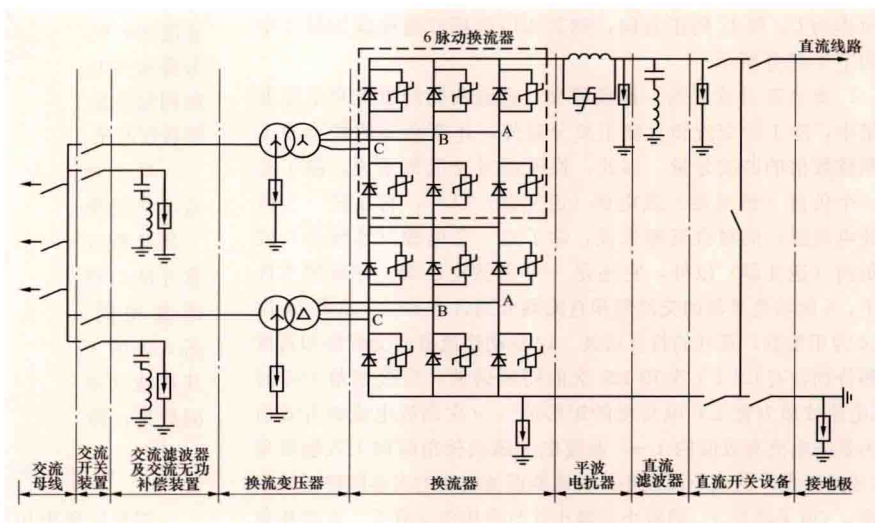 6脉动换流器
直流线路
A
B
C
A
B
C
交流母线
交流开关装置
交流滤波器及交流无功补偿装置
换流变压器
换流器
平波电抗器
直流滤波器
直流开关设备
接地极